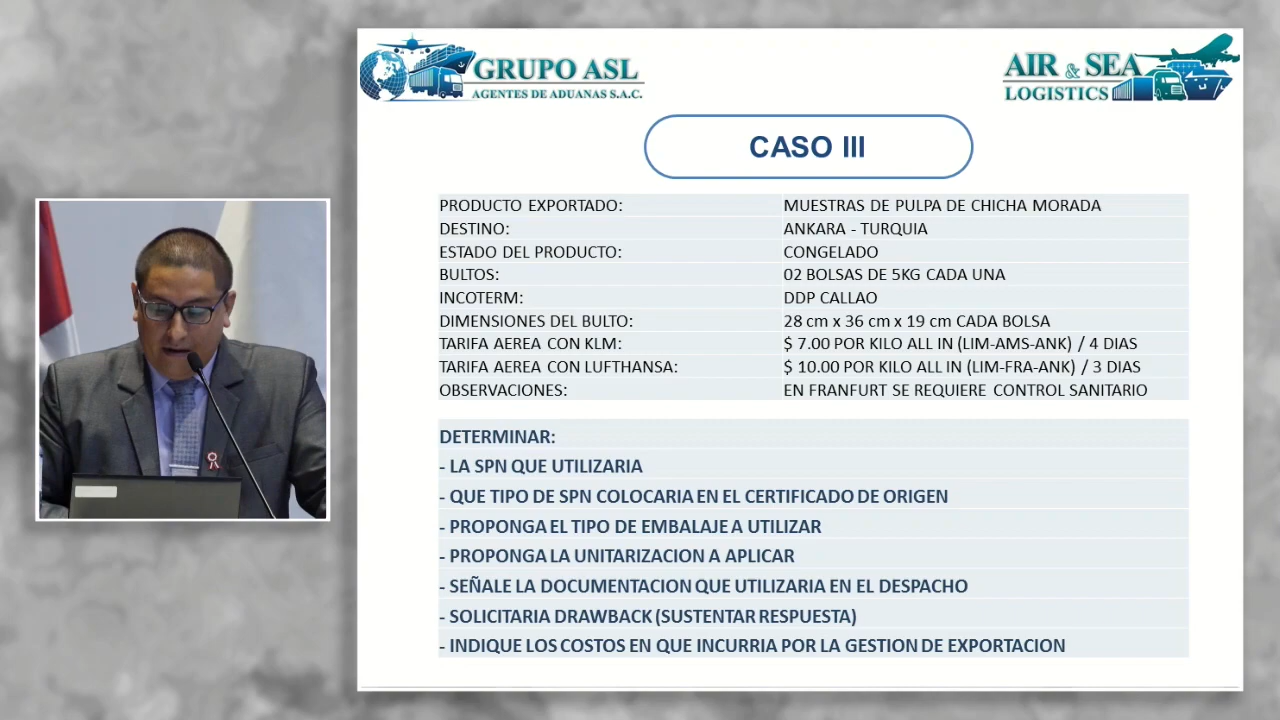 GRUPO ASL
AGENTES DE ADUANAS S.A.C.
AIR & SEA
LOGISTICS
CASO III
PRODUCTO EXPORTADO: MUESTRAS DE PULPA DE CHICHA MORADA
DESTINO: ANKARA - TURQUIA
ESTADO DEL PRODUCTO: CONGELADO
BULTOS: 02 BOLSAS DE 5KG CADA UNA
INCOTERM: DDP CALLAO
DIMENSIONES DEL BULTO: 28 cm x 36 cm x 19 cm CADA BOLSA
TARIFA AEREA CON KLM: $ 7.00 POR KILO ALL IN (LIM-AMS-ANK) / 4 DIAS
TARIFA AEREA CON LUFTHANSA: $ 10.00 POR KILO ALL IN (LIM-FRA-ANK) / 3 DIAS
OBSERVACIONES: EN FRANFURT SE REQUIERE CONTROL SANITARIO
DETERMINAR:
- LA SPN QUE UTILIZARIA
- QUE TIPO DE SPN COLOCARIA EN EL CERTIFICADO DE ORIGEN
- PROPONGA EL TIPO DE EMBALAJE A UTILIZAR
- PROPONGA LA UNITARIZACION A APLICAR
- SEÑALE LA DOCUMENTACION QUE UTILIZARIA EN EL DESPACHO
- SOLICITARIA DRAWBACK (SUSTENTAR RESPUESTA)
- INDIQUE LOS COSTOS EN QUE INCURRIA POR LA GESTION DE EXPORTACION